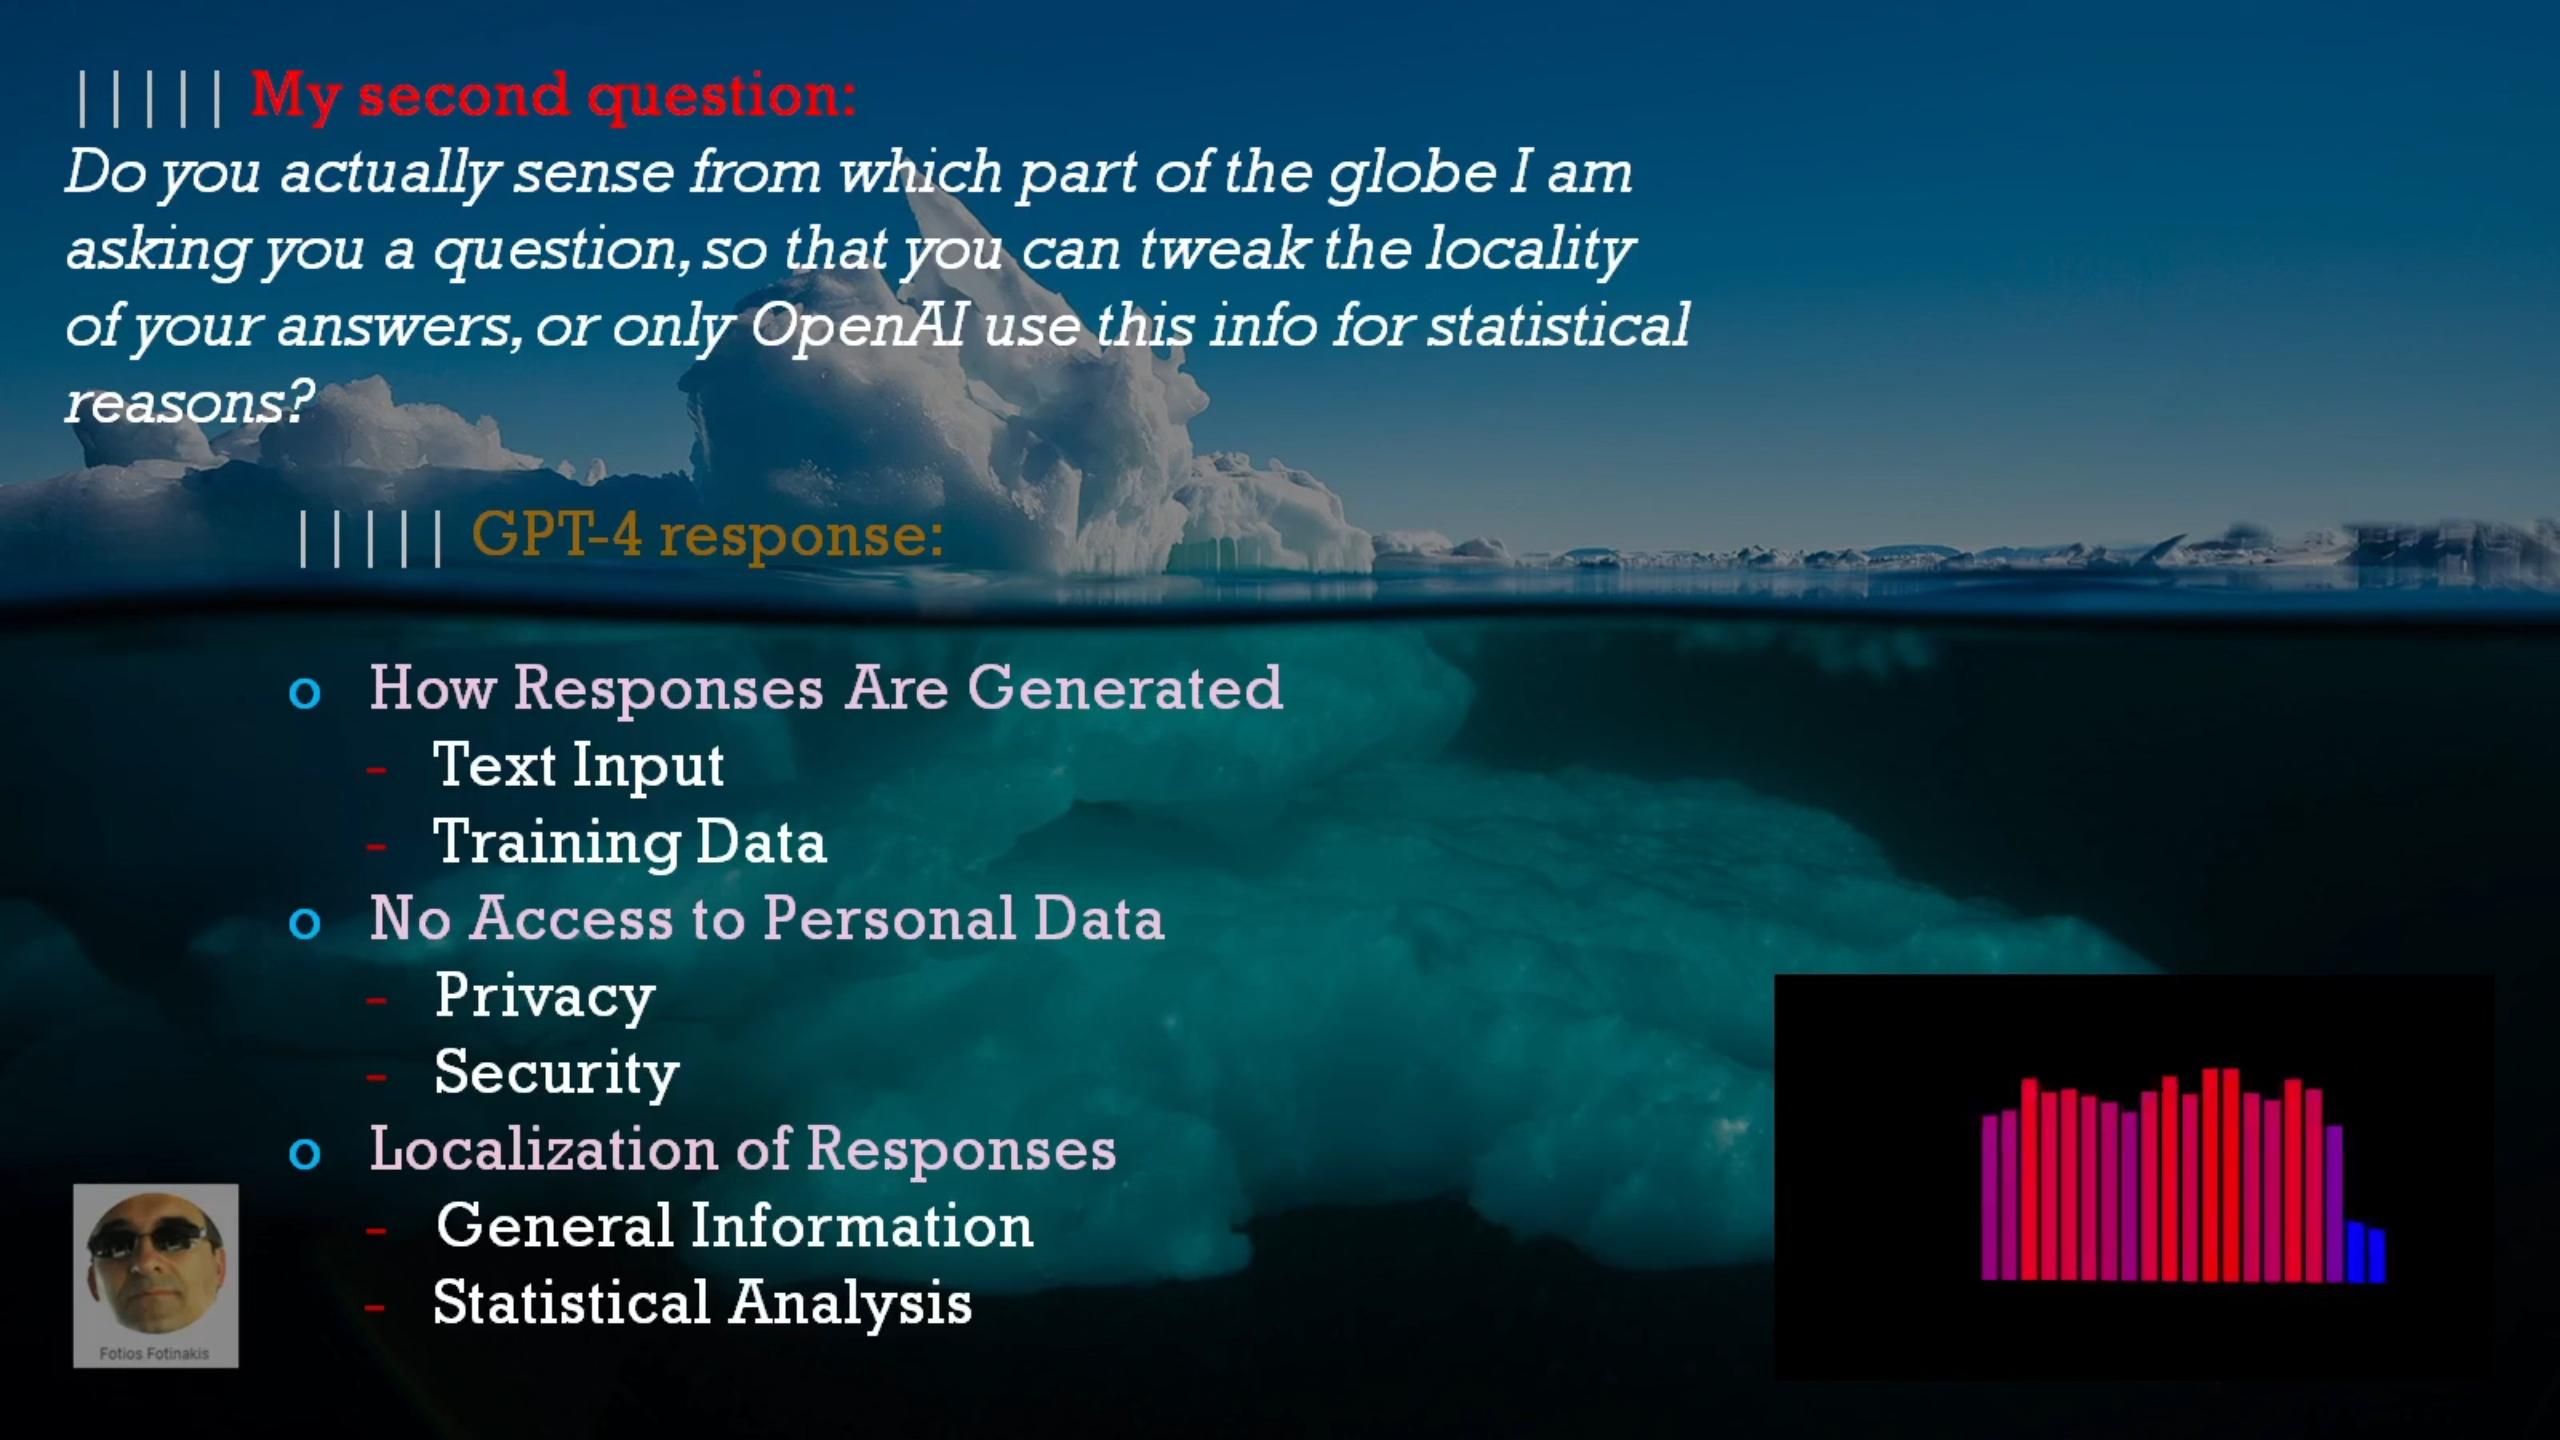 ||||| My second question:
Do you actually sense from which part of the globe I am
asking you a question, so that you can tweak the locality
of your answers, or only OpenAI use this info for statistical
reasons?
||||| GPT-4 response:
o How Responses Are Generated
- Text Input
- Training Data
o No Access to Personal Data
- Privacy
- Security
o Localization of Responses
- General Information
- Statistical Analysis
Fotios Fotinakis